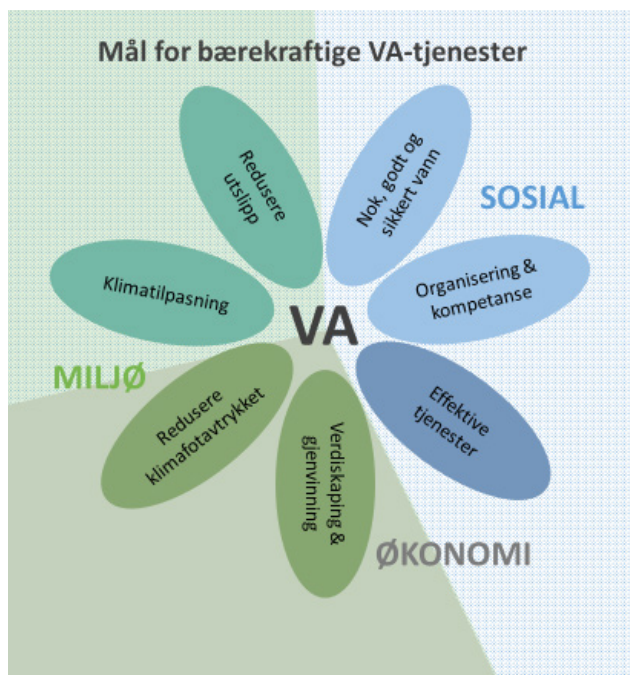 Mål for bærekraftige VA-tjenester
Redusere
utslipp
Nok, godt og
sikkert vann
SOSIAL
Klimatilpasning
Organisering &
kompetanse
VA
MILJØ
Redusere
klimafotavtrykket
Verdiskaping &
gjenvinning
Effektive
tjenester
ØKONOMI